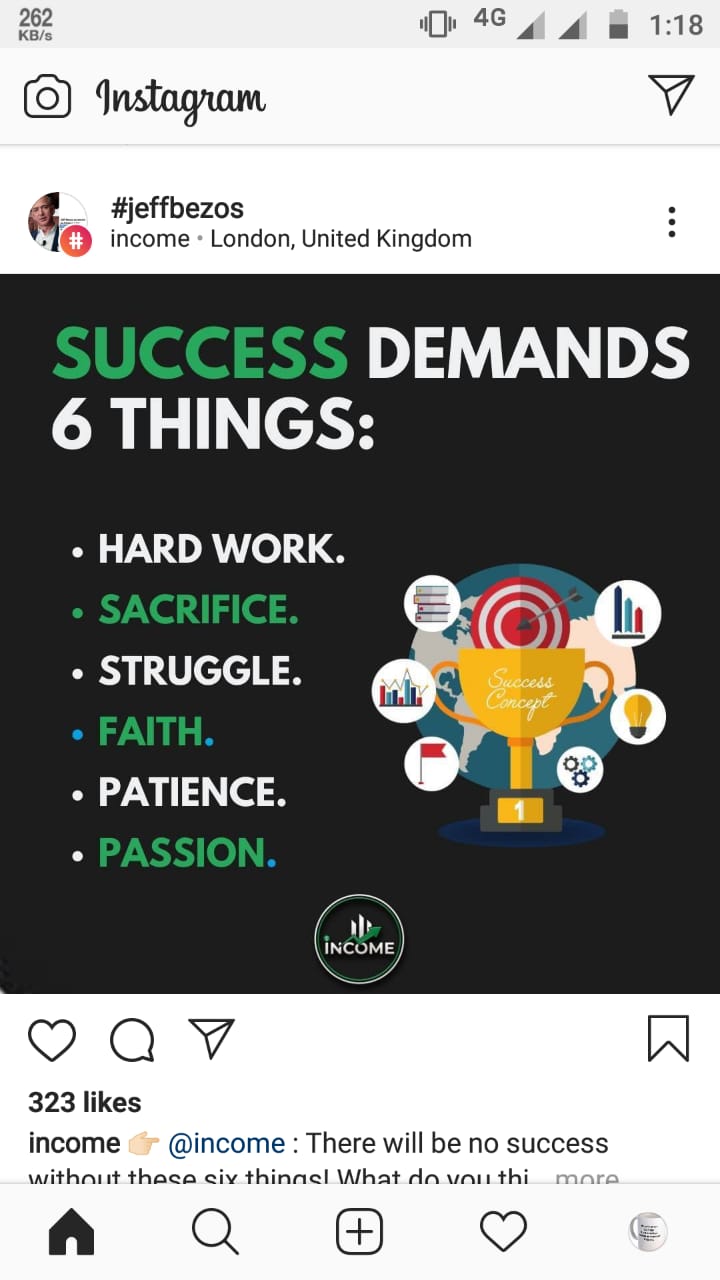 262
KB/s
4G
1:18
Instagram
#jeffbezos
income • London, United Kingdom
SUCCESS DEMANDS
6 THINGS:
• HARD WORK.
• SACRIFICE.
• STRUGGLE.
• FAITH.
• PATIENCE.
• PASSION.
Success
Concept
1
INCOME
323 likes
income 👉🏻 @income : There will be no success
without these six things! What do you thi... more